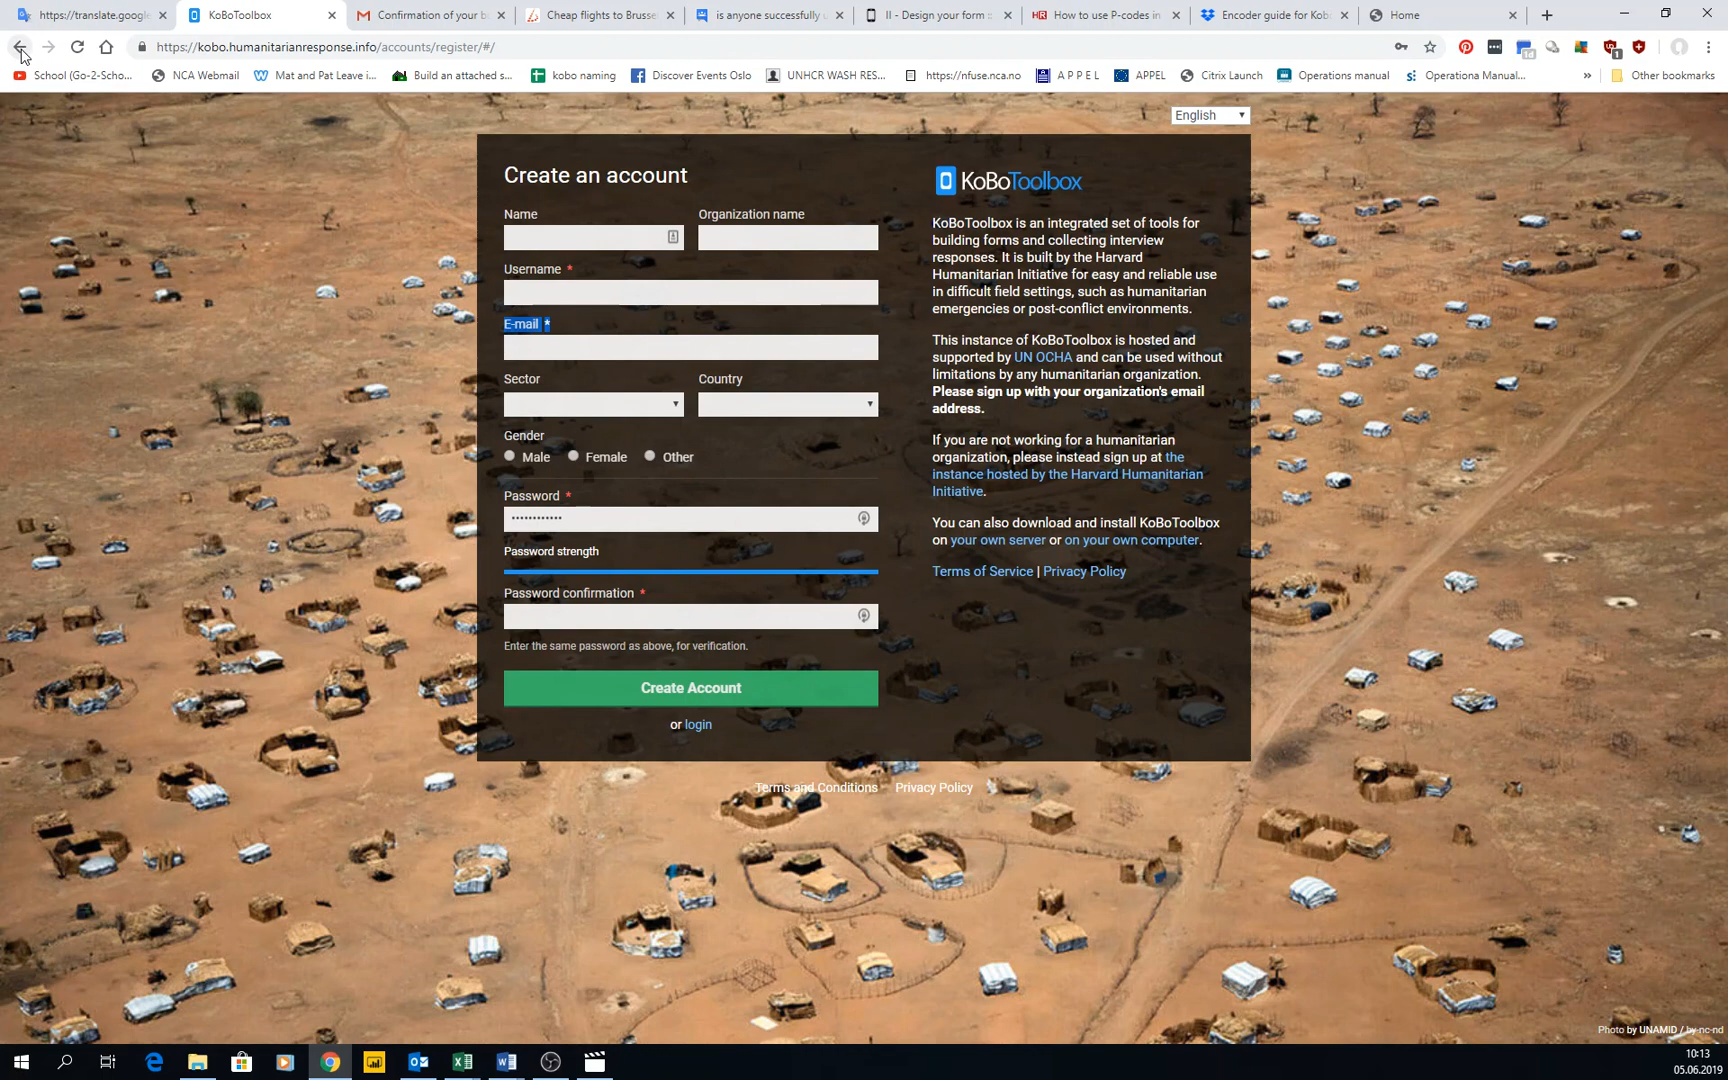 https://translate.google.
KoBoToolbox
Confirmation of your b
Cheap flights to Brusse
is anyone successfully u
II - Design your form
How to use P-codes in
Encoder guide for Kob
Home
https://kobo.humanitarianresponse.info/accounts/register/#/
School (Go-2-Scho...
NCA Webmail
Mat and Pat Leave i...
Build an attached s...
kobo naming
Discover Events Oslo
UNHCR WASH RES...
https://nfuse.nca.no
A P P E L
APPEL
Citrix Launch
Operations manual
Operationa Manual...
»
Other bookmarks
English
Create an account
Name
Organization name
Username *
E-mail *
Sector
Country
Gender
Male
Female
Other
Password *
••••••••••••
Password strength
Password confirmation *
Enter the same password as above, for verification.
Create Account
or login
KoBoToolbox
KoBoToolbox is an integrated set of tools for
building forms and collecting interview
responses. It is built by the Harvard
Humanitarian Initiative for easy and reliable use
in difficult field settings, such as humanitarian
emergencies or post-conflict environments.
This instance of KoBoToolbox is hosted and
supported by UN OCHA and can be used without
limitations by any humanitarian organization.
Please sign up with your organization's email
address.
If you are not working for a humanitarian
organization, please instead sign up at the
instance hosted by the Harvard Humanitarian
Initiative.
You can also download and install KoBoToolbox
on your own server or on your own computer.
Terms of Service | Privacy Policy
Terms and Conditions
Privacy Policy
Photo by UNAMID / by-nc-nd
10:13
05.06.2019